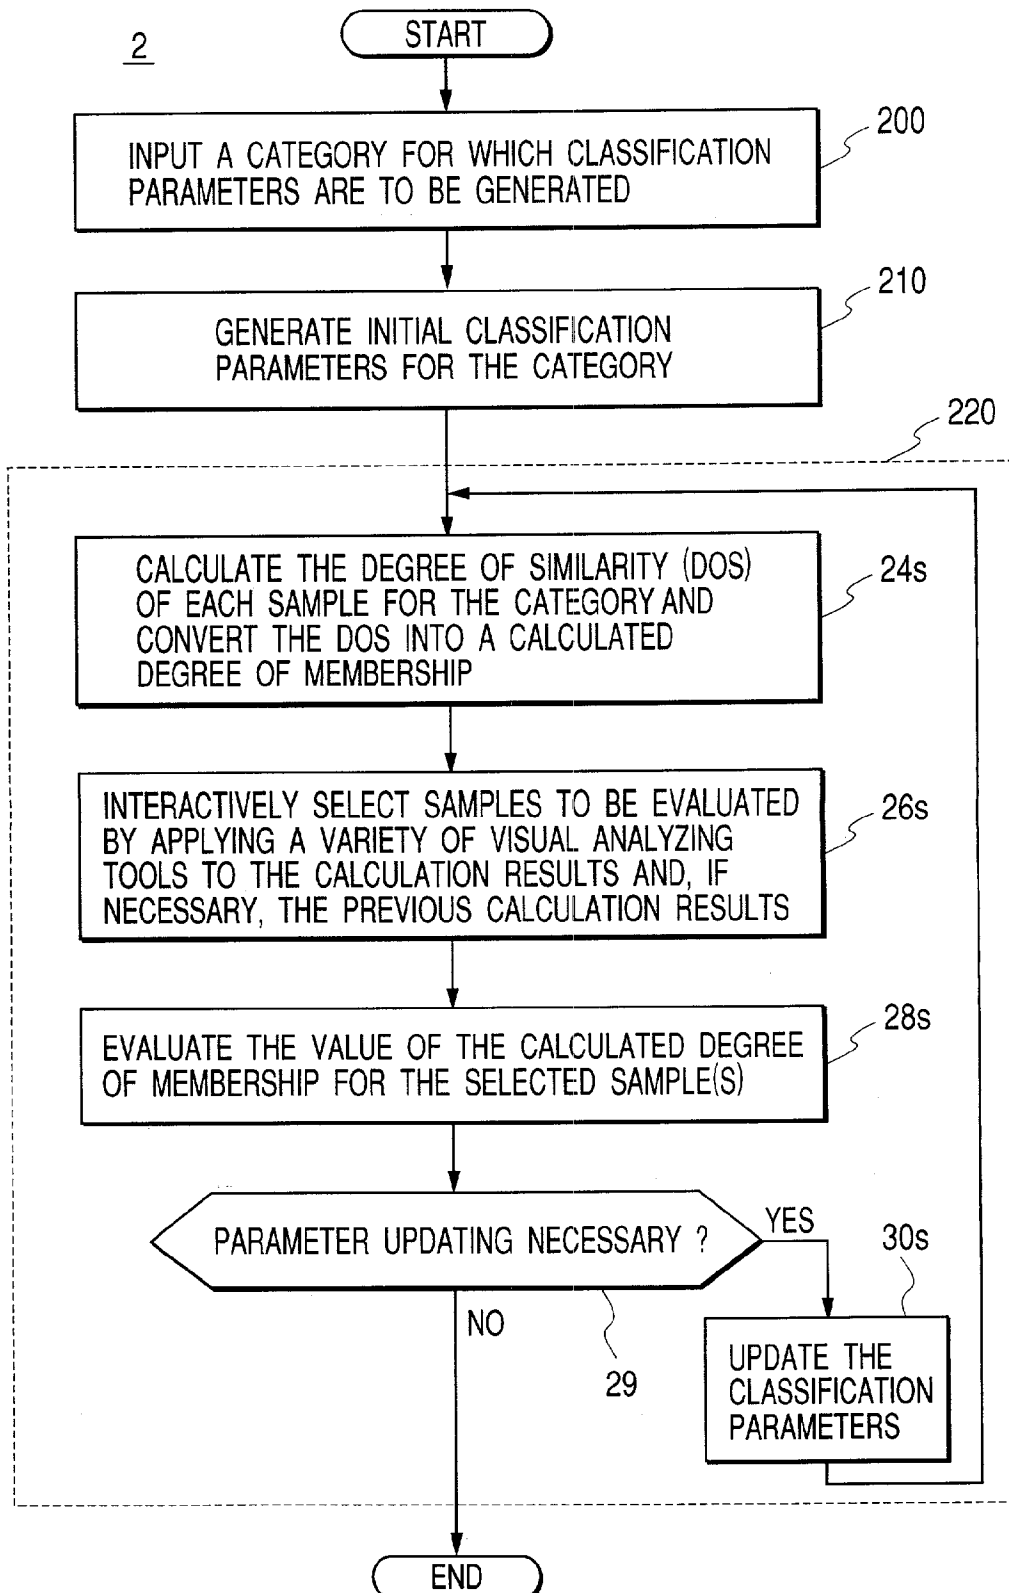 2
START
200
INPUT A CATEGORY FOR WHICH CLASSIFICATION
PARAMETERS ARE TO BE GENERATED
210
GENERATE INITIAL CLASSIFICATION
PARAMETERS FOR THE CATEGORY
220
24s
CALCULATE THE DEGREE OF SIMILARITY (DOS)
OF EACH SAMPLE FOR THE CATEGORY AND
CONVERT THE DOS INTO A CALCULATED
DEGREE OF MEMBERSHIP
26s
INTERACTIVELY SELECT SAMPLES TO BE EVALUATED
BY APPLYING A VARIETY OF VISUAL ANALYZING
TOOLS TO THE CALCULATION RESULTS AND, IF
NECESSARY, THE PREVIOUS CALCULATION RESULTS
28s
EVALUATE THE VALUE OF THE CALCULATED DEGREE
OF MEMBERSHIP FOR THE SELECTED SAMPLE(S)
PARAMETER UPDATING NECESSARY ?
YES
30s
NO
29
UPDATE THE
CLASSIFICATION
PARAMETERS
END